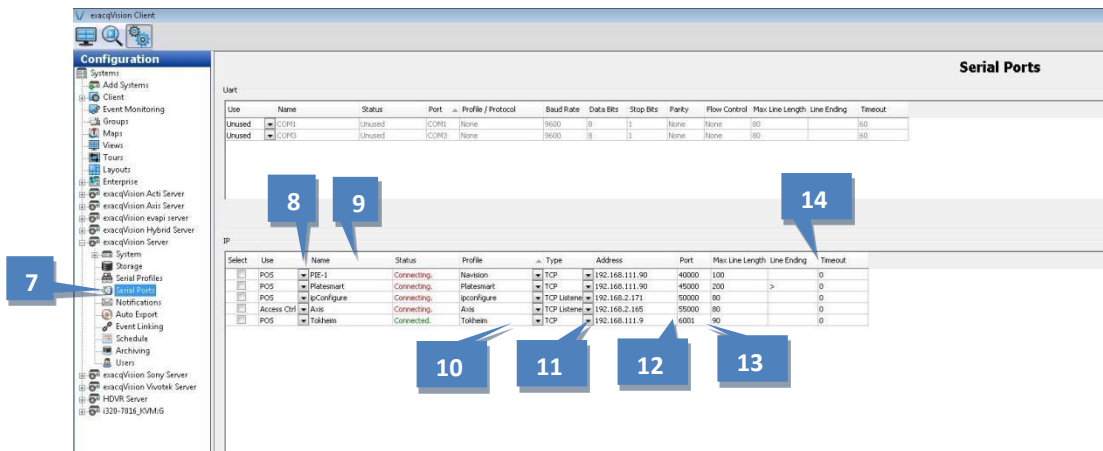 exacqVision Client
Configuration
Systems
Add Systems
Client
Event Monitoring
Groups
Maps
Views
Tours
Layouts
Enterprise
exacqVision Acti Server
exacqVision Axis Server
exacqVision evapi server
exacqVision Hybrid Server
exacqVision Server
System
Storage
Serial Profiles
Serial Ports
Notifications
Auto Export
Event Linking
Schedule
Archiving
Users
exacqVision Sony Server
exacqVision Vivotek Server
HDVR Server
i320-7016_KVM:G
7
Serial Ports
Uart
Use Name Status Port Profile / Protocol Baud Rate Data Bits Stop Bits Parity Flow Control Max Line Length Line Ending Timeout
Unused COM1 Unused COM1 None 9600 8 1 None None 80 60
Unused COM3 Unused COM3 None 9600 8 1 None None 80 60
8 9 14
IP
Select Use Name Status Profile Type Address Port Max Line Length Line Ending Timeout
POS PIE-1 Connecting. Navision TCP 192.168.111.90 40000 100 0
POS Platesmart Connecting. Platesmart TCP 192.168.111.90 45000 200 > 0
POS ipConfigure Connecting. ipconfigure TCP Listene 192.168.2.171 50000 80 0
Access Ctrl Axis Connecting. Axis TCP Listene 192.168.2.165 55000 80 0
POS Tokheim Connected. Tokheim TCP 192.168.111.9 6001 90 0
10 11 12 13